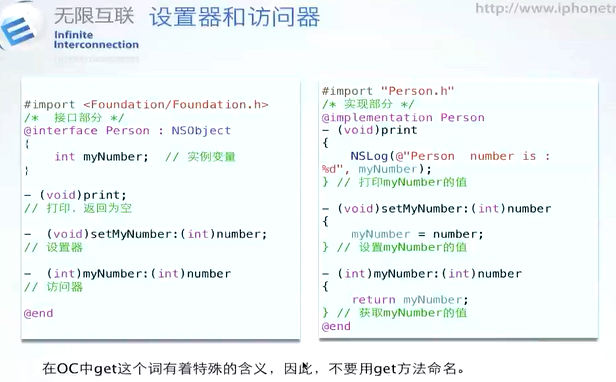 无限互联
Infinite
Interconnection
设置器和访问器
http://www.iphonetr
#import <Foundation/Foundation.h>
/* 接口部分 */
@interface Person : NSObject
{
int myNumber; // 实例变量
}
- (void)print;
// 打印，返回为空
- (void)setMyNumber:(int)number;
// 设置器
- (int)myNumber:(int)number
// 访问器
@end
#import "Person.h"
/* 实现部分 */
@implementation Person
- (void)print
{
NSLog(@"Person number is :
%d", myNumber);
} // 打印myNumber的值
- (void)setMyNumber:(int)number
{
myNumber = number;
} // 设置myNumber的值
- (int)myNumber:(int)number
{
return myNumber;
} // 获取myNumber的值
@end
在OC中get这个词有着特殊的含义，因此，不要用get方法命名。